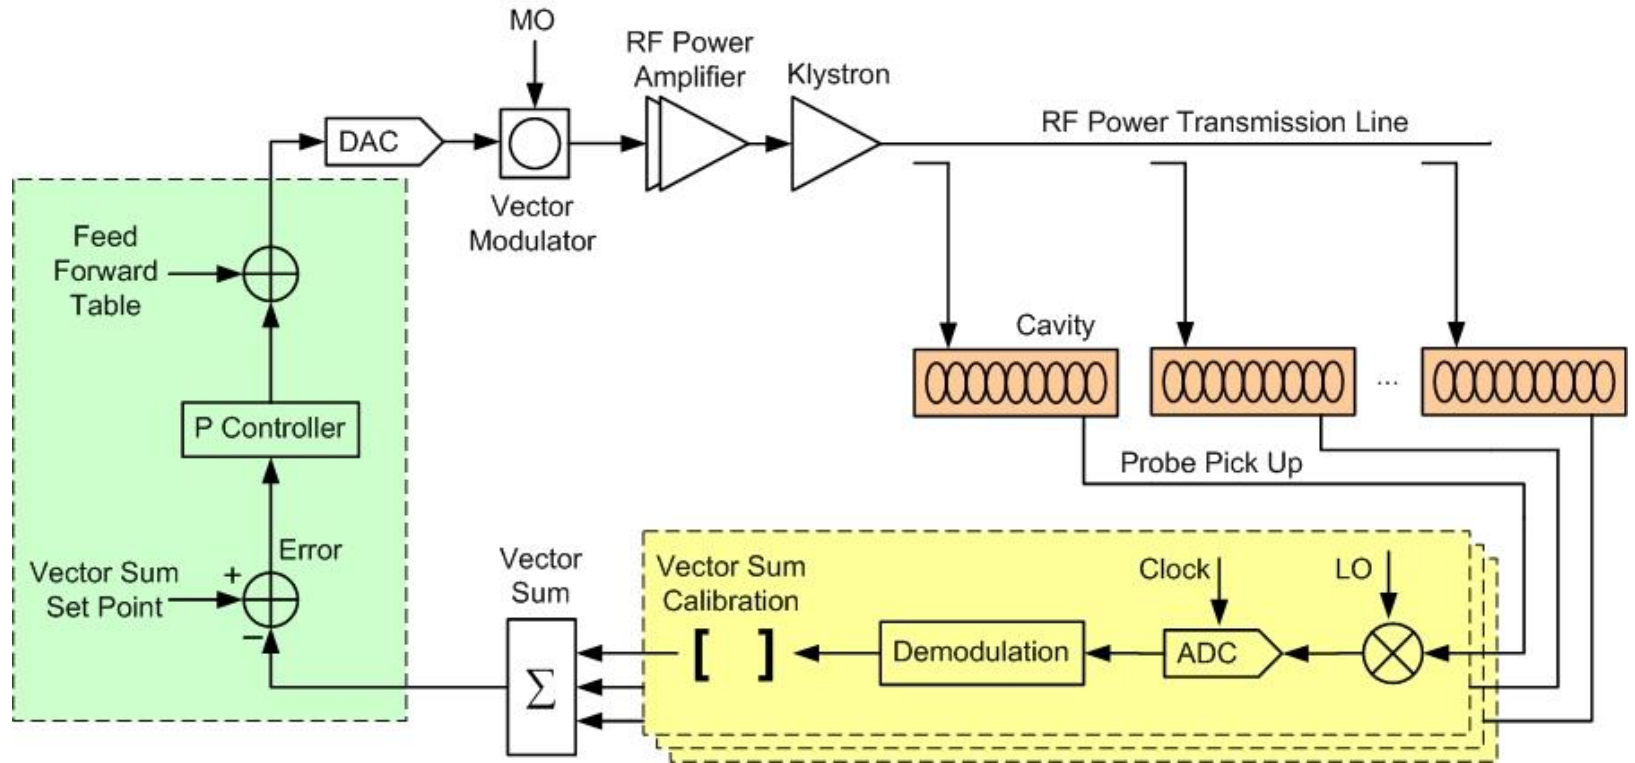 MO
RF Power
Amplifier
Klystron
RF Power Transmission Line
DAC
Vector
Modulator
Feed
Forward
Table
Cavity
...
P Controller
Probe Pick Up
Error
Vector Sum
Set Point
+
−
Vector
Sum
Σ
Vector Sum
Calibration
[ ]
Demodulation
Clock
ADC
LO